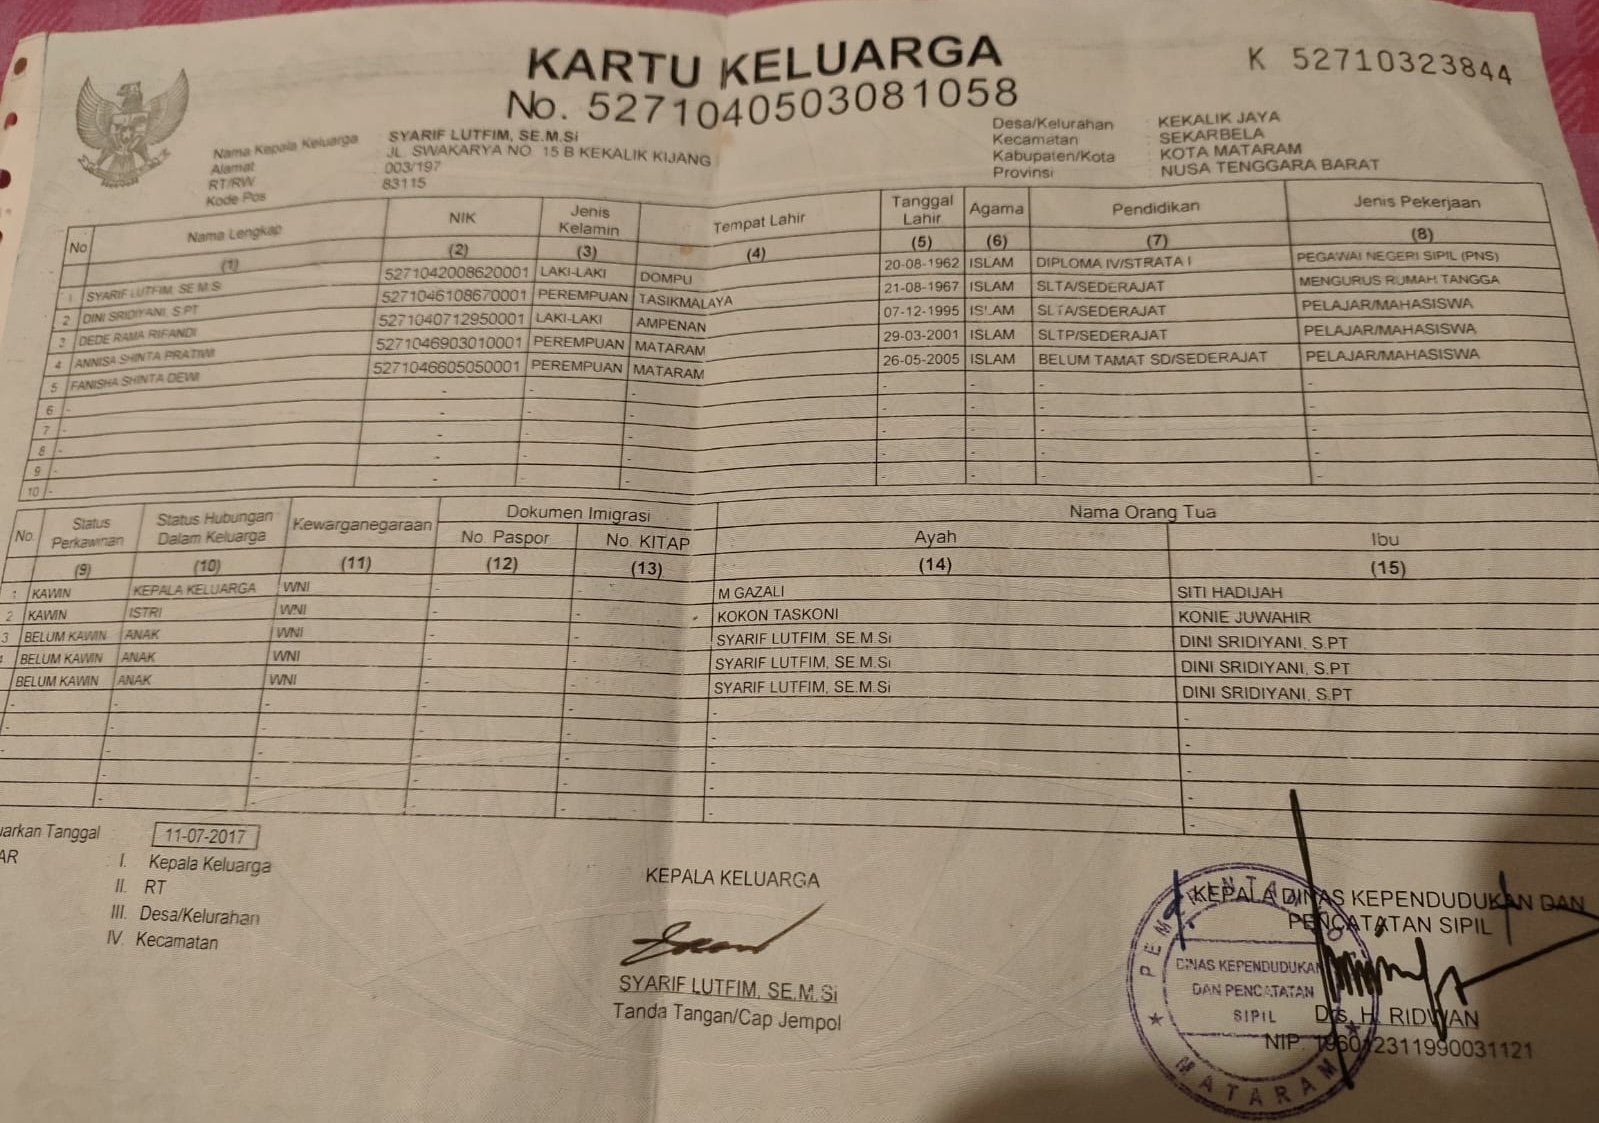 KARTU KELUARGA
No. 5271040503081058
K 52710323844
Nama Kepala Keluarga : SYARIF LUTFIM, SE.M.Si
Alamat : JL. SWAKARYA NO. 15 B KEKALIK KIJANG
RT/RW : 003/197
Kode Pos : 83115
Desa/Kelurahan : KEKALIK JAYA
Kecamatan : SEKARBELA
Kabupaten/Kota : KOTA MATARAM
Provinsi : NUSA TENGGARA BARAT
No Nama Lengkap NIK Jenis Kelamin Tempat Lahir Tanggal Lahir Agama Pendidikan Jenis Pekerjaan
(1) (2) (3) (4) (5) (6) (7) (8)
1 SYARIF LUTFIM, SE.M.Si 5271042008620001 LAKI-LAKI DOMPU 20-08-1962 ISLAM DIPLOMA IV/STRATA I PEGAWAI NEGERI SIPIL (PNS)
2 DINI SRIDIYANI, S.PT 5271046108670001 PEREMPUAN TASIKMALAYA 21-08-1967 ISLAM SLTA/SEDERAJAT MENGURUS RUMAH TANGGA
3 DEDE RAMA RIFANDI 5271040712950001 LAKI-LAKI AMPENAN 07-12-1995 ISLAM SLTA/SEDERAJAT PELAJAR/MAHASISWA
4 ANNISA SHINTA PRATIWI 5271046903010001 PEREMPUAN MATARAM 29-03-2001 ISLAM SLTP/SEDERAJAT PELAJAR/MAHASISWA
5 FANISHA SHINTA DEWI 5271046605050001 PEREMPUAN MATARAM 26-05-2005 ISLAM BELUM TAMAT SD/SEDERAJAT PELAJAR/MAHASISWA
6 - - - - - - - -
7 - - - - - - - -
8 - - - - - - - -
9 - - - - - - - -
10 - - - - - - - -
No. Status Perkawinan Status Hubungan Dalam Keluarga Kewarganegaraan Dokumen Imigrasi Nama Orang Tua
No. Paspor No. KITAP Ayah Ibu
(9) (10) (11) (12) (13) (14) (15)
1 KAWIN KEPALA KELUARGA WNI - - M GAZALI SITI HADIJAH
2 KAWIN ISTRI WNI - - KOKON TASKONI KONIE JUWAHIR
3 BELUM KAWIN ANAK WNI - - SYARIF LUTFIM, SE.M.Si DINI SRIDIYANI, S.PT
BELUM KAWIN ANAK WNI - - SYARIF LUTFIM, SE.M.Si DINI SRIDIYANI, S.PT
BELUM KAWIN ANAK WNI - - SYARIF LUTFIM, SE.M.Si DINI SRIDIYANI, S.PT
- - - - - - -
- - - - - - -
- - - - - - -
- - - - - - -
- - - - - - -
uarkan Tanggal : 11-07-2017
AR : I. Kepala Keluarga
II. RT
III. Desa/Kelurahan
IV. Kecamatan
KEPALA KELUARGA
SYARIF LUTFIM, SE.M.Si
Tanda Tangan/Cap Jempol
KEPALA DINAS KEPENDUDUKAN DAN
PENCATATAN SIPIL
DINAS KEPENDUDUKAN
DAN PENCATATAN
SIPIL
MATARAM
Drs. H. RIDWAN
NIP. 196012311990031121